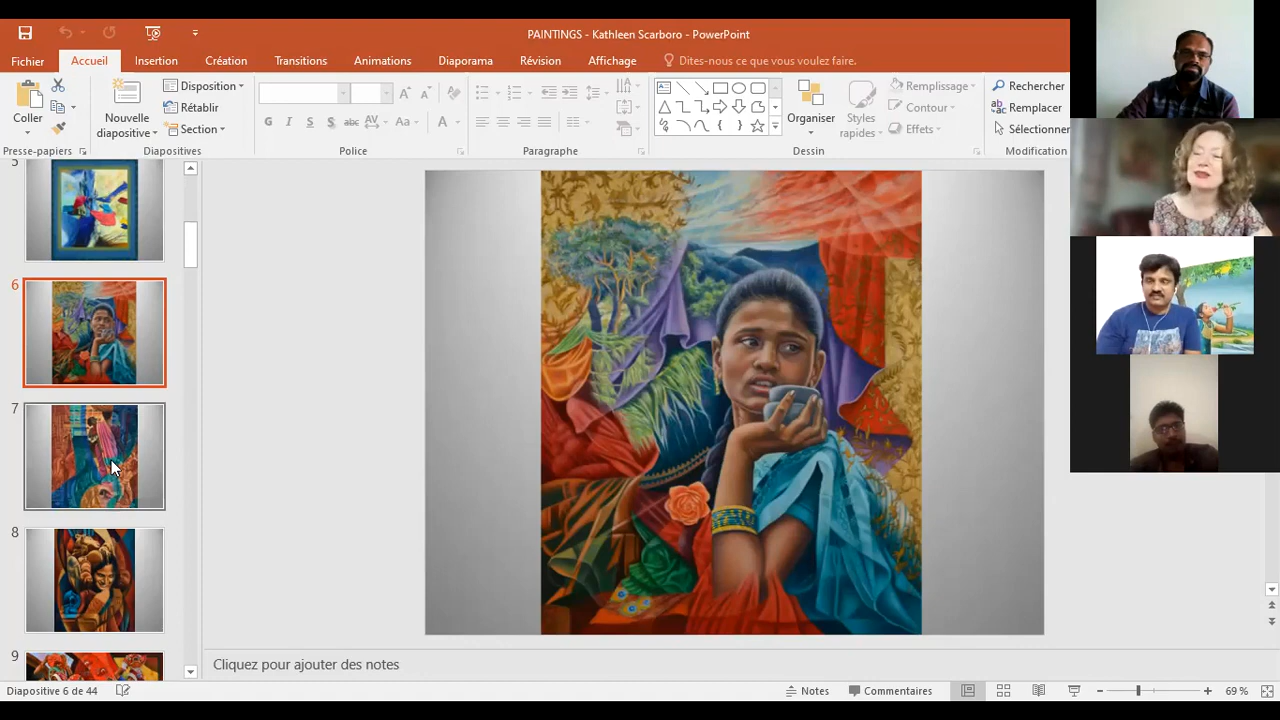 PAINTINGS - Kathleen Scarboro - PowerPoint
Fichier Accueil Insertion Création Transitions Animations Diaporama Révision Affichage Dites-nous ce que vous voulez faire.
Coller
Presse-papiers
Nouvelle diapositive
Disposition
Rétablir
Section
Diapositives
G I S S abc AV Aa A
Police
Paragraphe
Organiser
Styles rapides
Remplissage
Contour
Effets
Dessin
Rechercher
Remplacer
Sélectionner
Modification
5
6
7
8
9
Cliquez pour ajouter des notes
Diapositive 6 de 44 Notes Commentaires 69 %